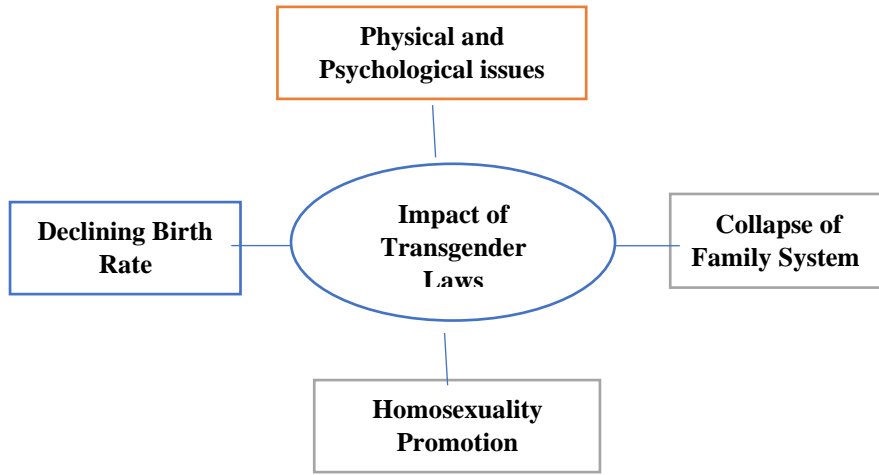 Physical and
Psychological issues
Declining Birth
Rate
Impact of
Transgender
Laws
Collapse of
Family System
Homosexuality
Promotion